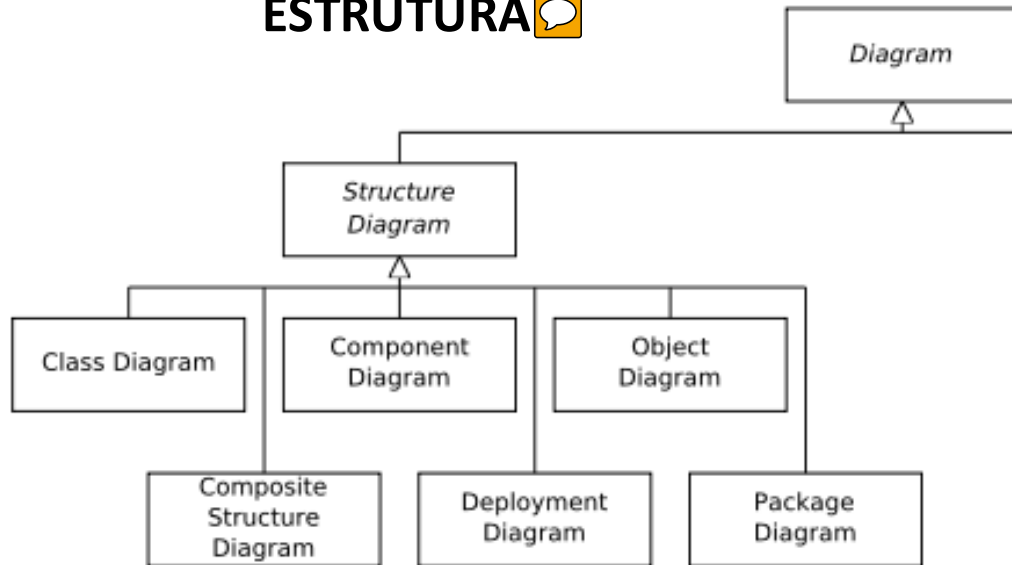 ESTRUTURA
Diagram
Structure
Diagram
Class Diagram
Component
Diagram
Object
Diagram
Composite
Structure
Diagram
Deployment
Diagram
Package
Diagram